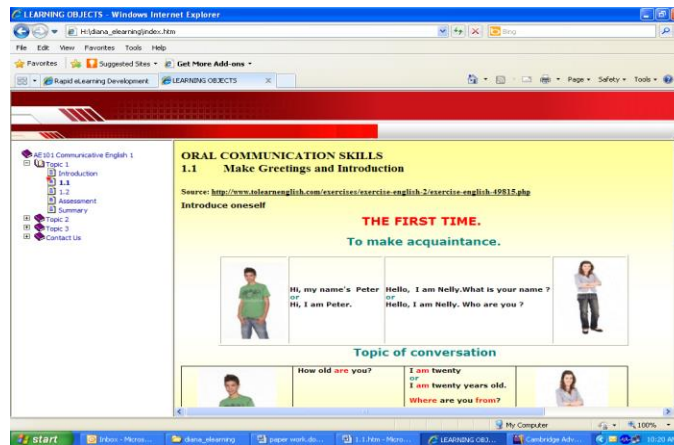 LEARNING OBJECTS - Windows Internet Explorer
H:\diana_elearning\index.htm
Bing
File Edit View Favorites Tools Help
Favorites Suggested Sites Get More Add-ons
Rapid eLearning Development LEARNING OBJECTS Page Safety Tools
AE101 Communicative English 1
Topic 1
Introduction
1.1
1.2
Assessment
Summary
Topic 2
Topic 3
Contact Us
ORAL COMMUNICATION SKILLS
1.1 Make Greetings and Introduction
Source: http://www.tolearnenglish.com/exercises/exercise-english-2/exercise-english-49815.php
Introduce oneself
THE FIRST TIME.
To make acquaintance.
Hi, my name's Peter
or
Hi, I am Peter.
Hello, I am Nelly.What is your name ?
or
Hello, I am Nelly. Who are you ?
Topic of conversation
How old are you?
I am twenty
or
I am twenty years old.
Where are you from?
My Computer 100%
start Inbox - Micros... diana_elearning paper work.do... 1.1.htm - Micro... LEARNING OBJ... Cambridge Adv... 10:20 AM